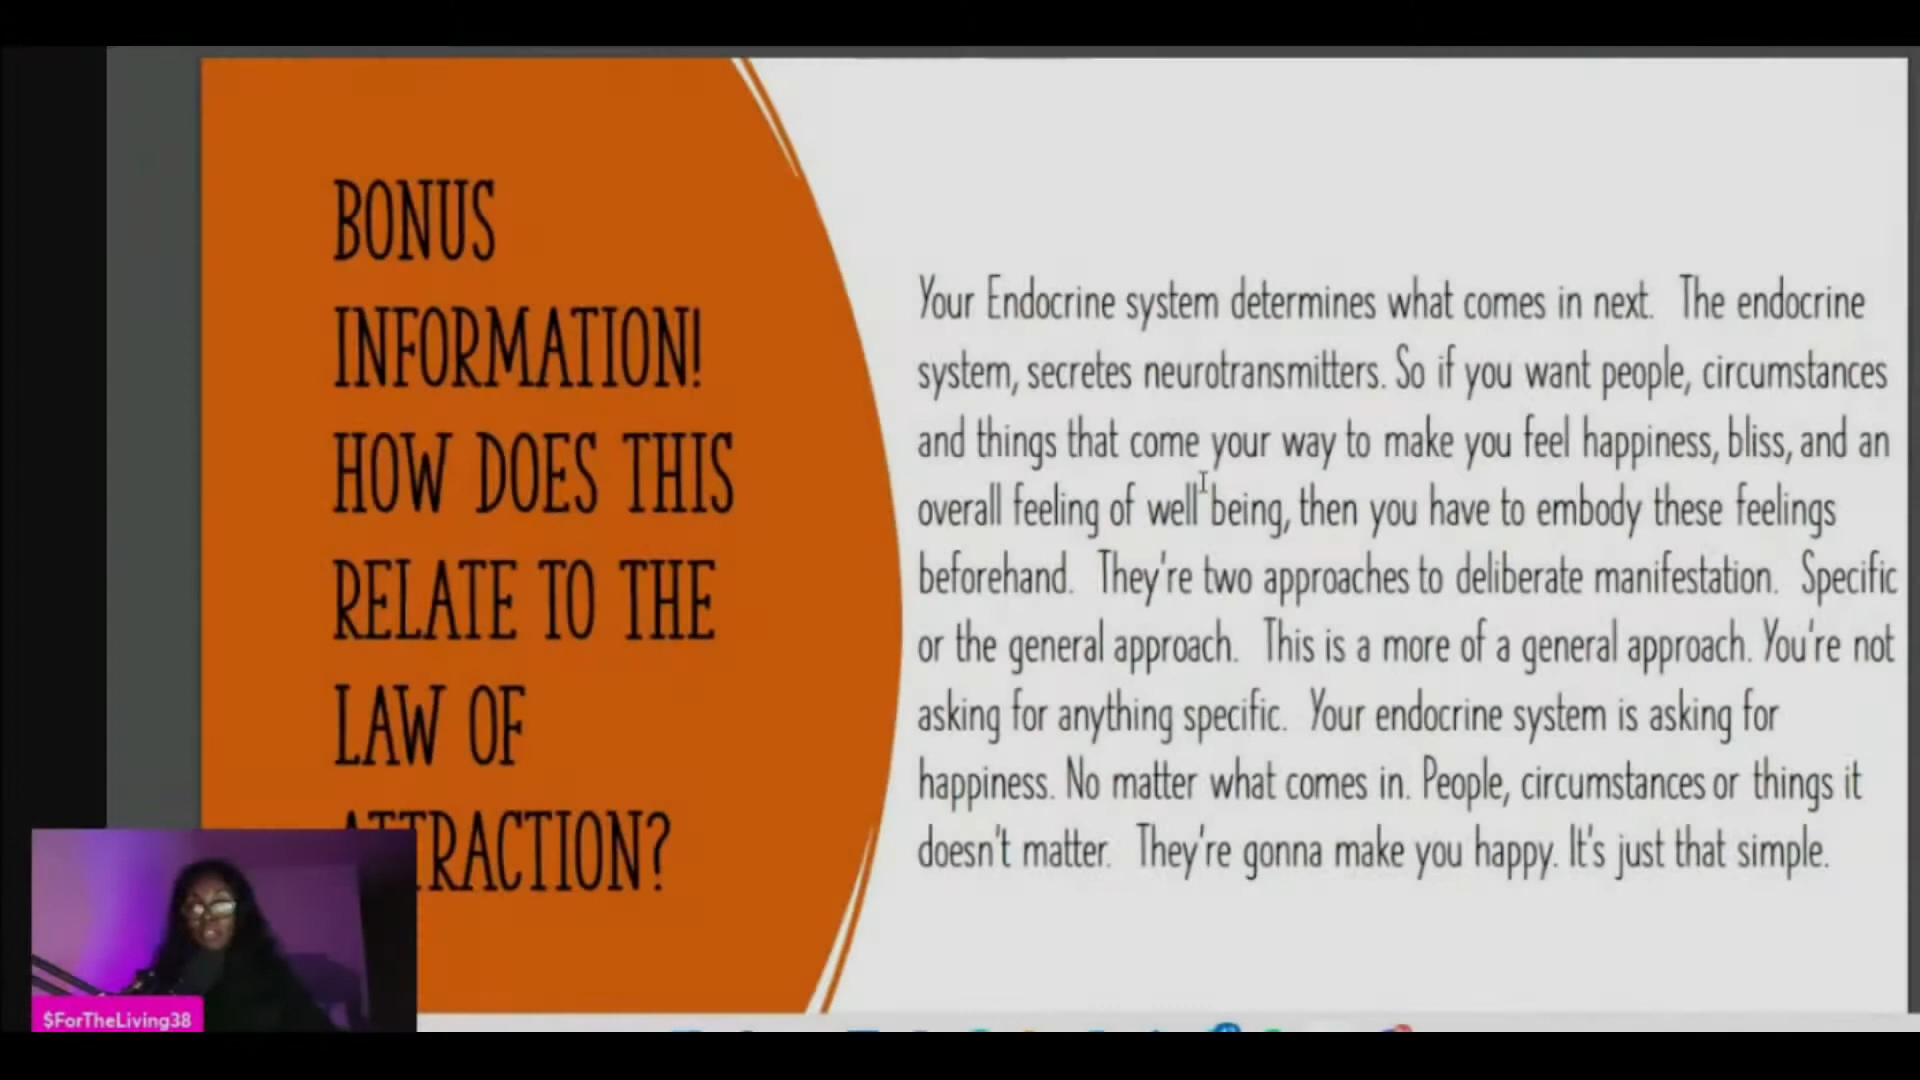 BONUS
INFORMATION!
HOW DOES THIS
RELATE TO THE
LAW OF
ATTRACTION?
Your Endocrine system determines what comes in next. The endocrine
system, secretes neurotransmitters. So if you want people, circumstances
and things that come your way to make you feel happiness, bliss, and an
overall feeling of well being, then you have to embody these feelings
beforehand. They're two approaches to deliberate manifestation. Specific
or the general approach. This is a more of a general approach. You're not
asking for anything specific. Your endocrine system is asking for
happiness. No matter what comes in. People, circumstances or things it
doesn't matter. They're gonna make you happy. It's just that simple.
$ForTheLiving38